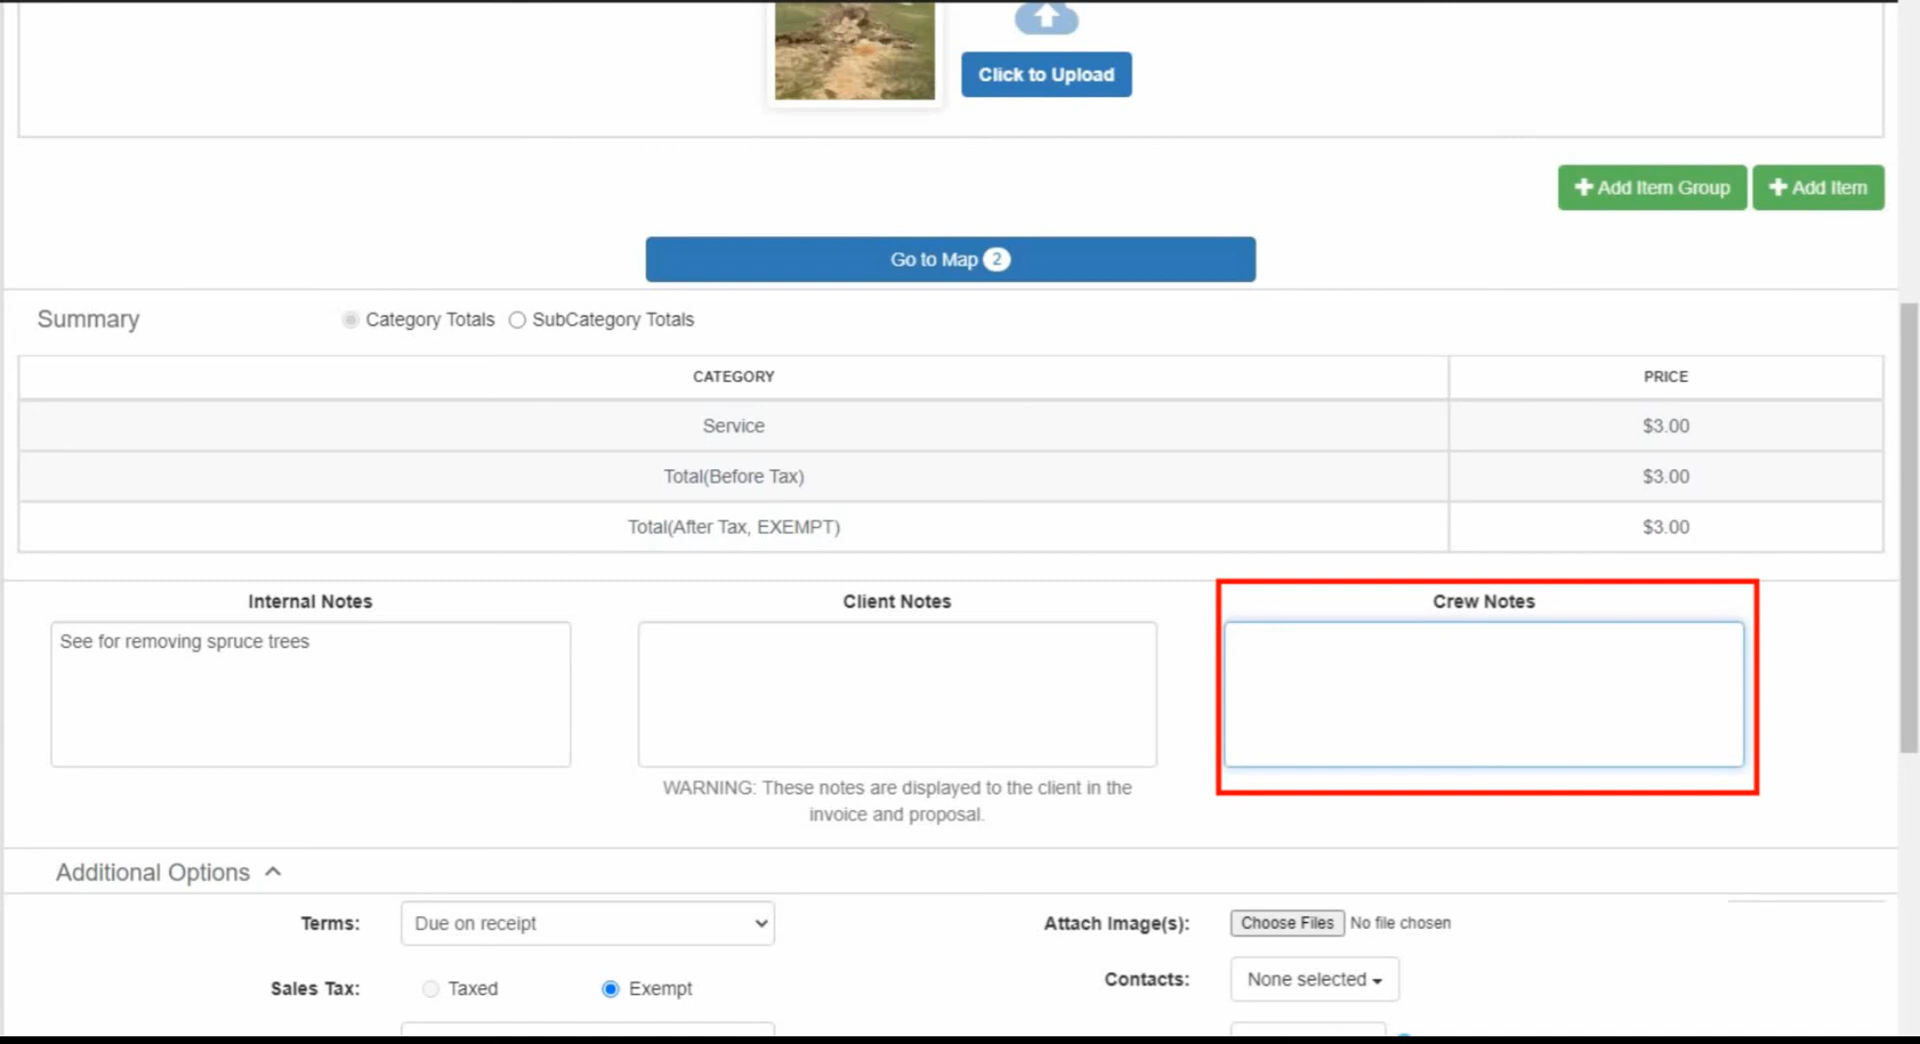 Click to Upload
Add Item Group
Add Item
Go to Map 2
Summary
Category Totals
SubCategory Totals
CATEGORY
PRICE
Service
$3.00
Total(Before Tax)
$3.00
Total(After Tax, EXEMPT)
$3.00
Internal Notes
Client Notes
Crew Notes
See for removing spruce trees
WARNING: These notes are displayed to the client in the
invoice and proposal.
Additional Options
Terms:
Due on receipt
Attach Image(s):
Choose Files No file chosen
Sales Tax:
Taxed
Exempt
Contacts:
None selected